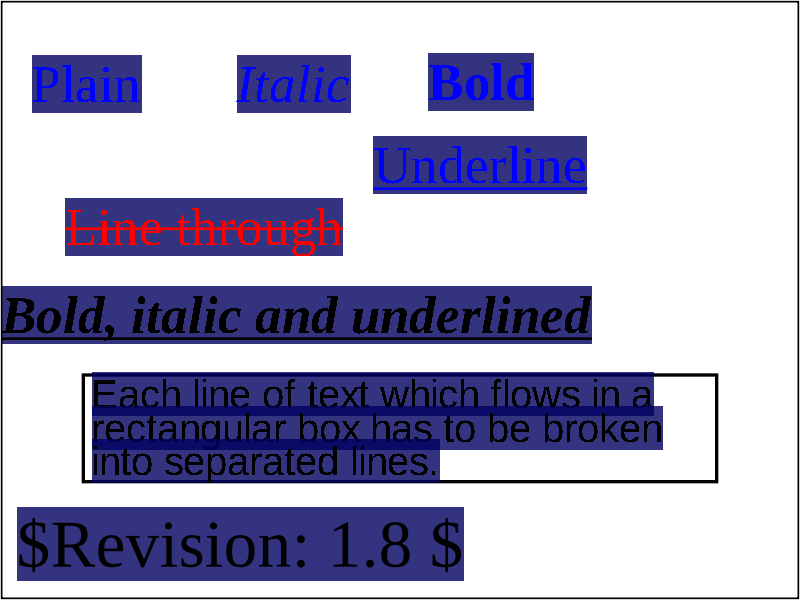 Plain Italic Bold
Underline
Line through
Bold, italic and underlined
Each line of text which flows in a
rectangular box has to be broken
into separated lines.
$Revision: 1.8 $